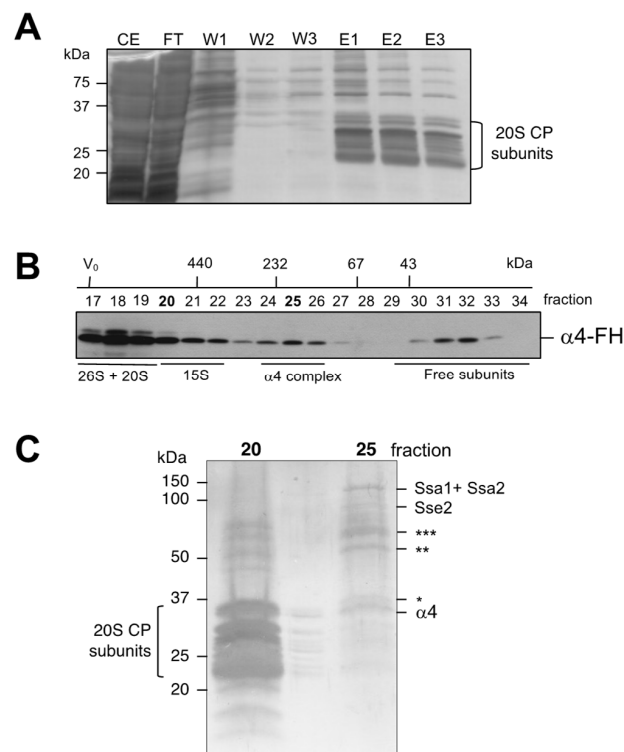 A
CE FT W1 W2 W3 E1 E2 E3
kDa
75
37
25
20
20S CP
subunits
B
V₀ 440 232 67 43 kDa
17 18 19 20 21 22 23 24 25 26 27 28 29 30 31 32 33 34 fraction
α4-FH
26S + 20S 15S α4 complex Free subunits
C
20 25 fraction
kDa
150
100
50
37
25
20
Ssa1+ Ssa2
Sse2
***
**
*
α4
20S CP
subunits